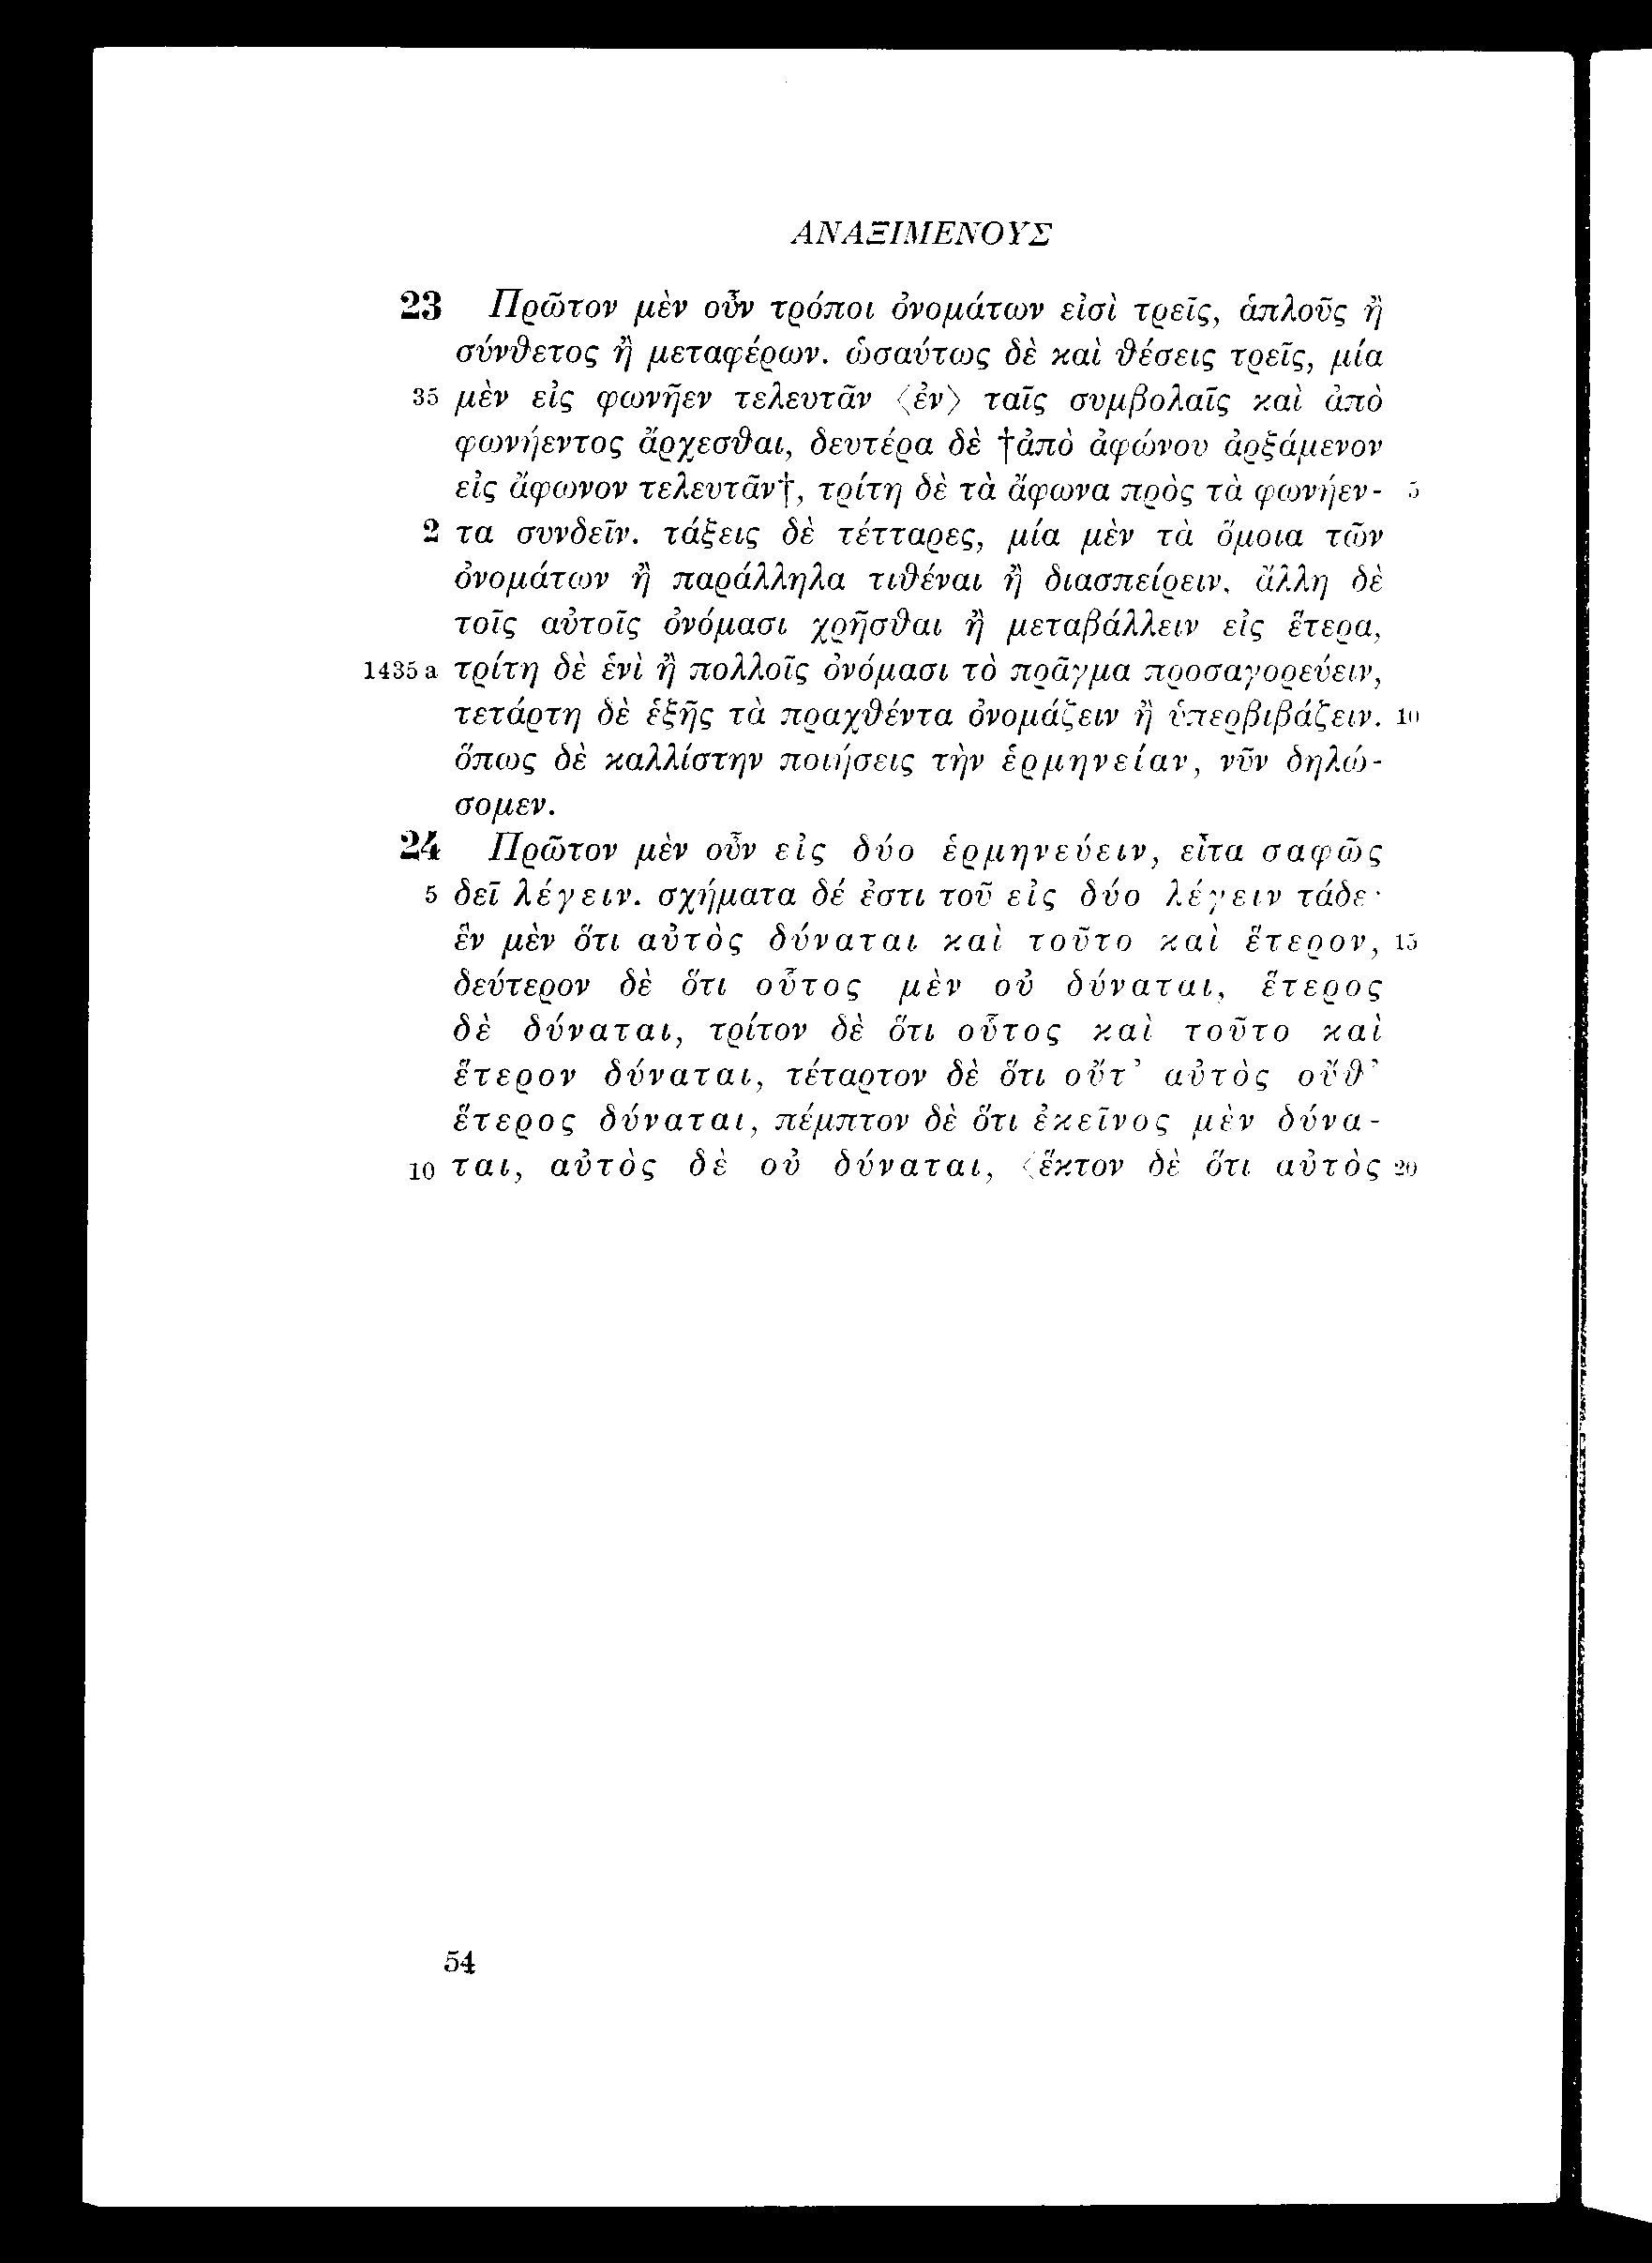 ΑΝΑΞΙΜΕΝΟΥΣ
23 Πρῶτον μὲν οὖν τρόποι ὀνομάτων εἰσὶ τρεῖς, ἁπλοῦς ἢ
σύνθετος ἢ μεταφέρων. ὡσαύτως δὲ καὶ θέσεις τρεῖς, μία
35 μὲν εἰς φωνῆεν τελευτᾶν 〈ἐν〉 ταῖς συμβολαῖς καὶ ἀπὸ
φωνήεντος ἄρχεσθαι, δευτέρα δὲ †ἀπὸ ἀφώνου ἀρξάμενον
εἰς ἄφωνον τελευτᾶν†, τρίτη δὲ τὰ ἄφωνα πρὸς τὰ φωνήεν- 5
2 τα συνδεῖν. τάξεις δὲ τέτταρες, μία μὲν τὰ ὅμοια τῶν
ὀνομάτων ἢ παράλληλα τιθέναι ἢ διασπείρειν, ἄλλη δὲ
τοῖς αὐτοῖς ὀνόμασι χρῆσθαι ἢ μεταβάλλειν εἰς ἕτερα,
1435 a τρίτη δὲ ἑνὶ ἢ πολλοῖς ὀνόμασι τὸ πρᾶγμα προσαγορεύειν,
τετάρτη δὲ ἑξῆς τὰ πραχθέντα ὀνομάζειν ἢ ὑπερβιβάζειν. 10
ὅπως δὲ καλλίστην ποιήσεις τὴν ἑρμηνείαν, νῦν δηλώ-
σομεν.
24 Πρῶτον μὲν οὖν εἰς δύο ἑρμηνεύειν, εἶτα σαφῶς
5 δεῖ λέγειν. σχήματα δέ ἐστι τοῦ εἰς δύο λέγειν τάδε·
ἓν μὲν ὅτι αὐτὸς δύναται καὶ τοῦτο καὶ ἕτερον, 15
δεύτερον δὲ ὅτι οὗτος μὲν οὐ δύναται, ἕτερος
δὲ δύναται, τρίτον δὲ ὅτι οὗτος καὶ τοῦτο καὶ
ἕτερον δύναται, τέταρτον δὲ ὅτι οὔτ’ αὐτὸς οὔθ’
ἕτερος δύναται, πέμπτον δὲ ὅτι ἐκεῖνος μὲν δύνα-
10 ται, αὐτὸς δὲ οὐ δύναται, 〈ἕκτον δὲ ὅτι αὐτὸς 20
54